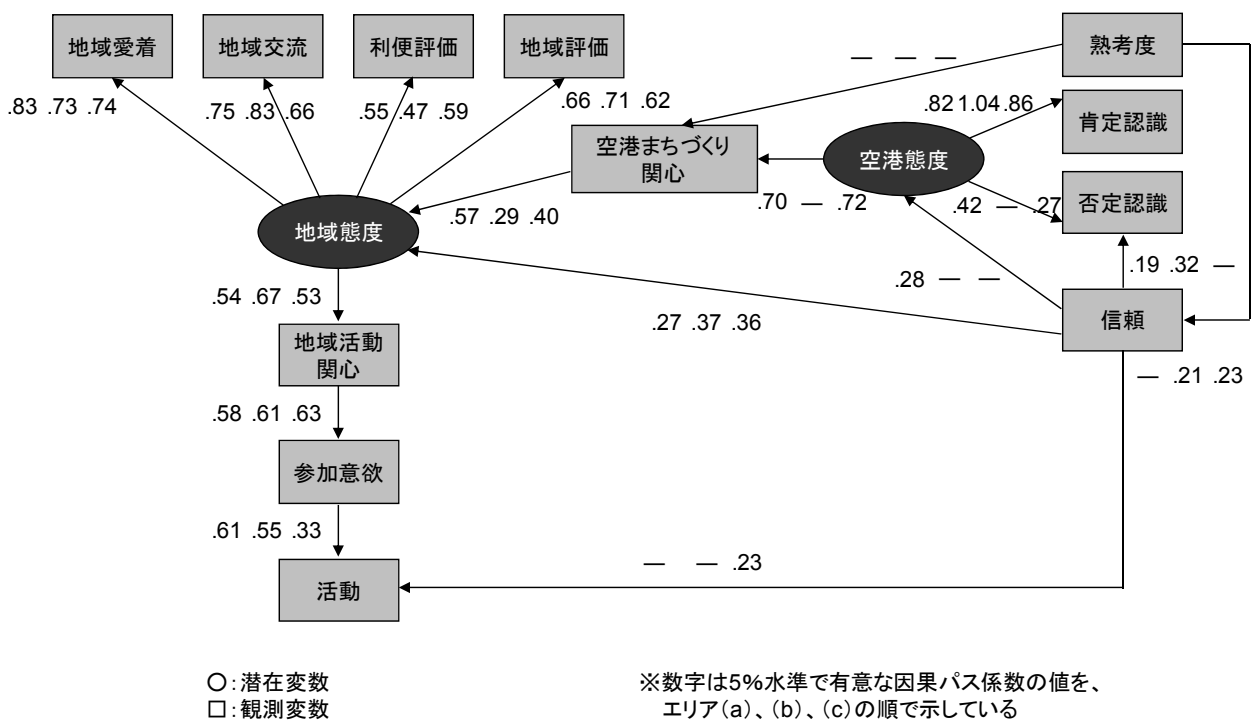 地域愛着
地域交流
利便評価
地域評価
熟考度
— — —
.83 .73 .74
.75 .83 .66
.55 .47 .59
.66 .71 .62
.82 1.04 .86
肯定認識
空港まちづくり
関心
空港態度
.70 — .72
.42 — .27
否定認識
.57 .29 .40
地域態度
.19 .32 —
.28 — —
.54 .67 .53
.27 .37 .36
信頼
地域活動
関心
— .21 .23
.58 .61 .63
参加意欲
.61 .55 .33
— — .23
活動
○:潜在変数
□:観測変数
※数字は5%水準で有意な因果パス係数の値を、
エリア(a)、(b)、(c)の順で示している